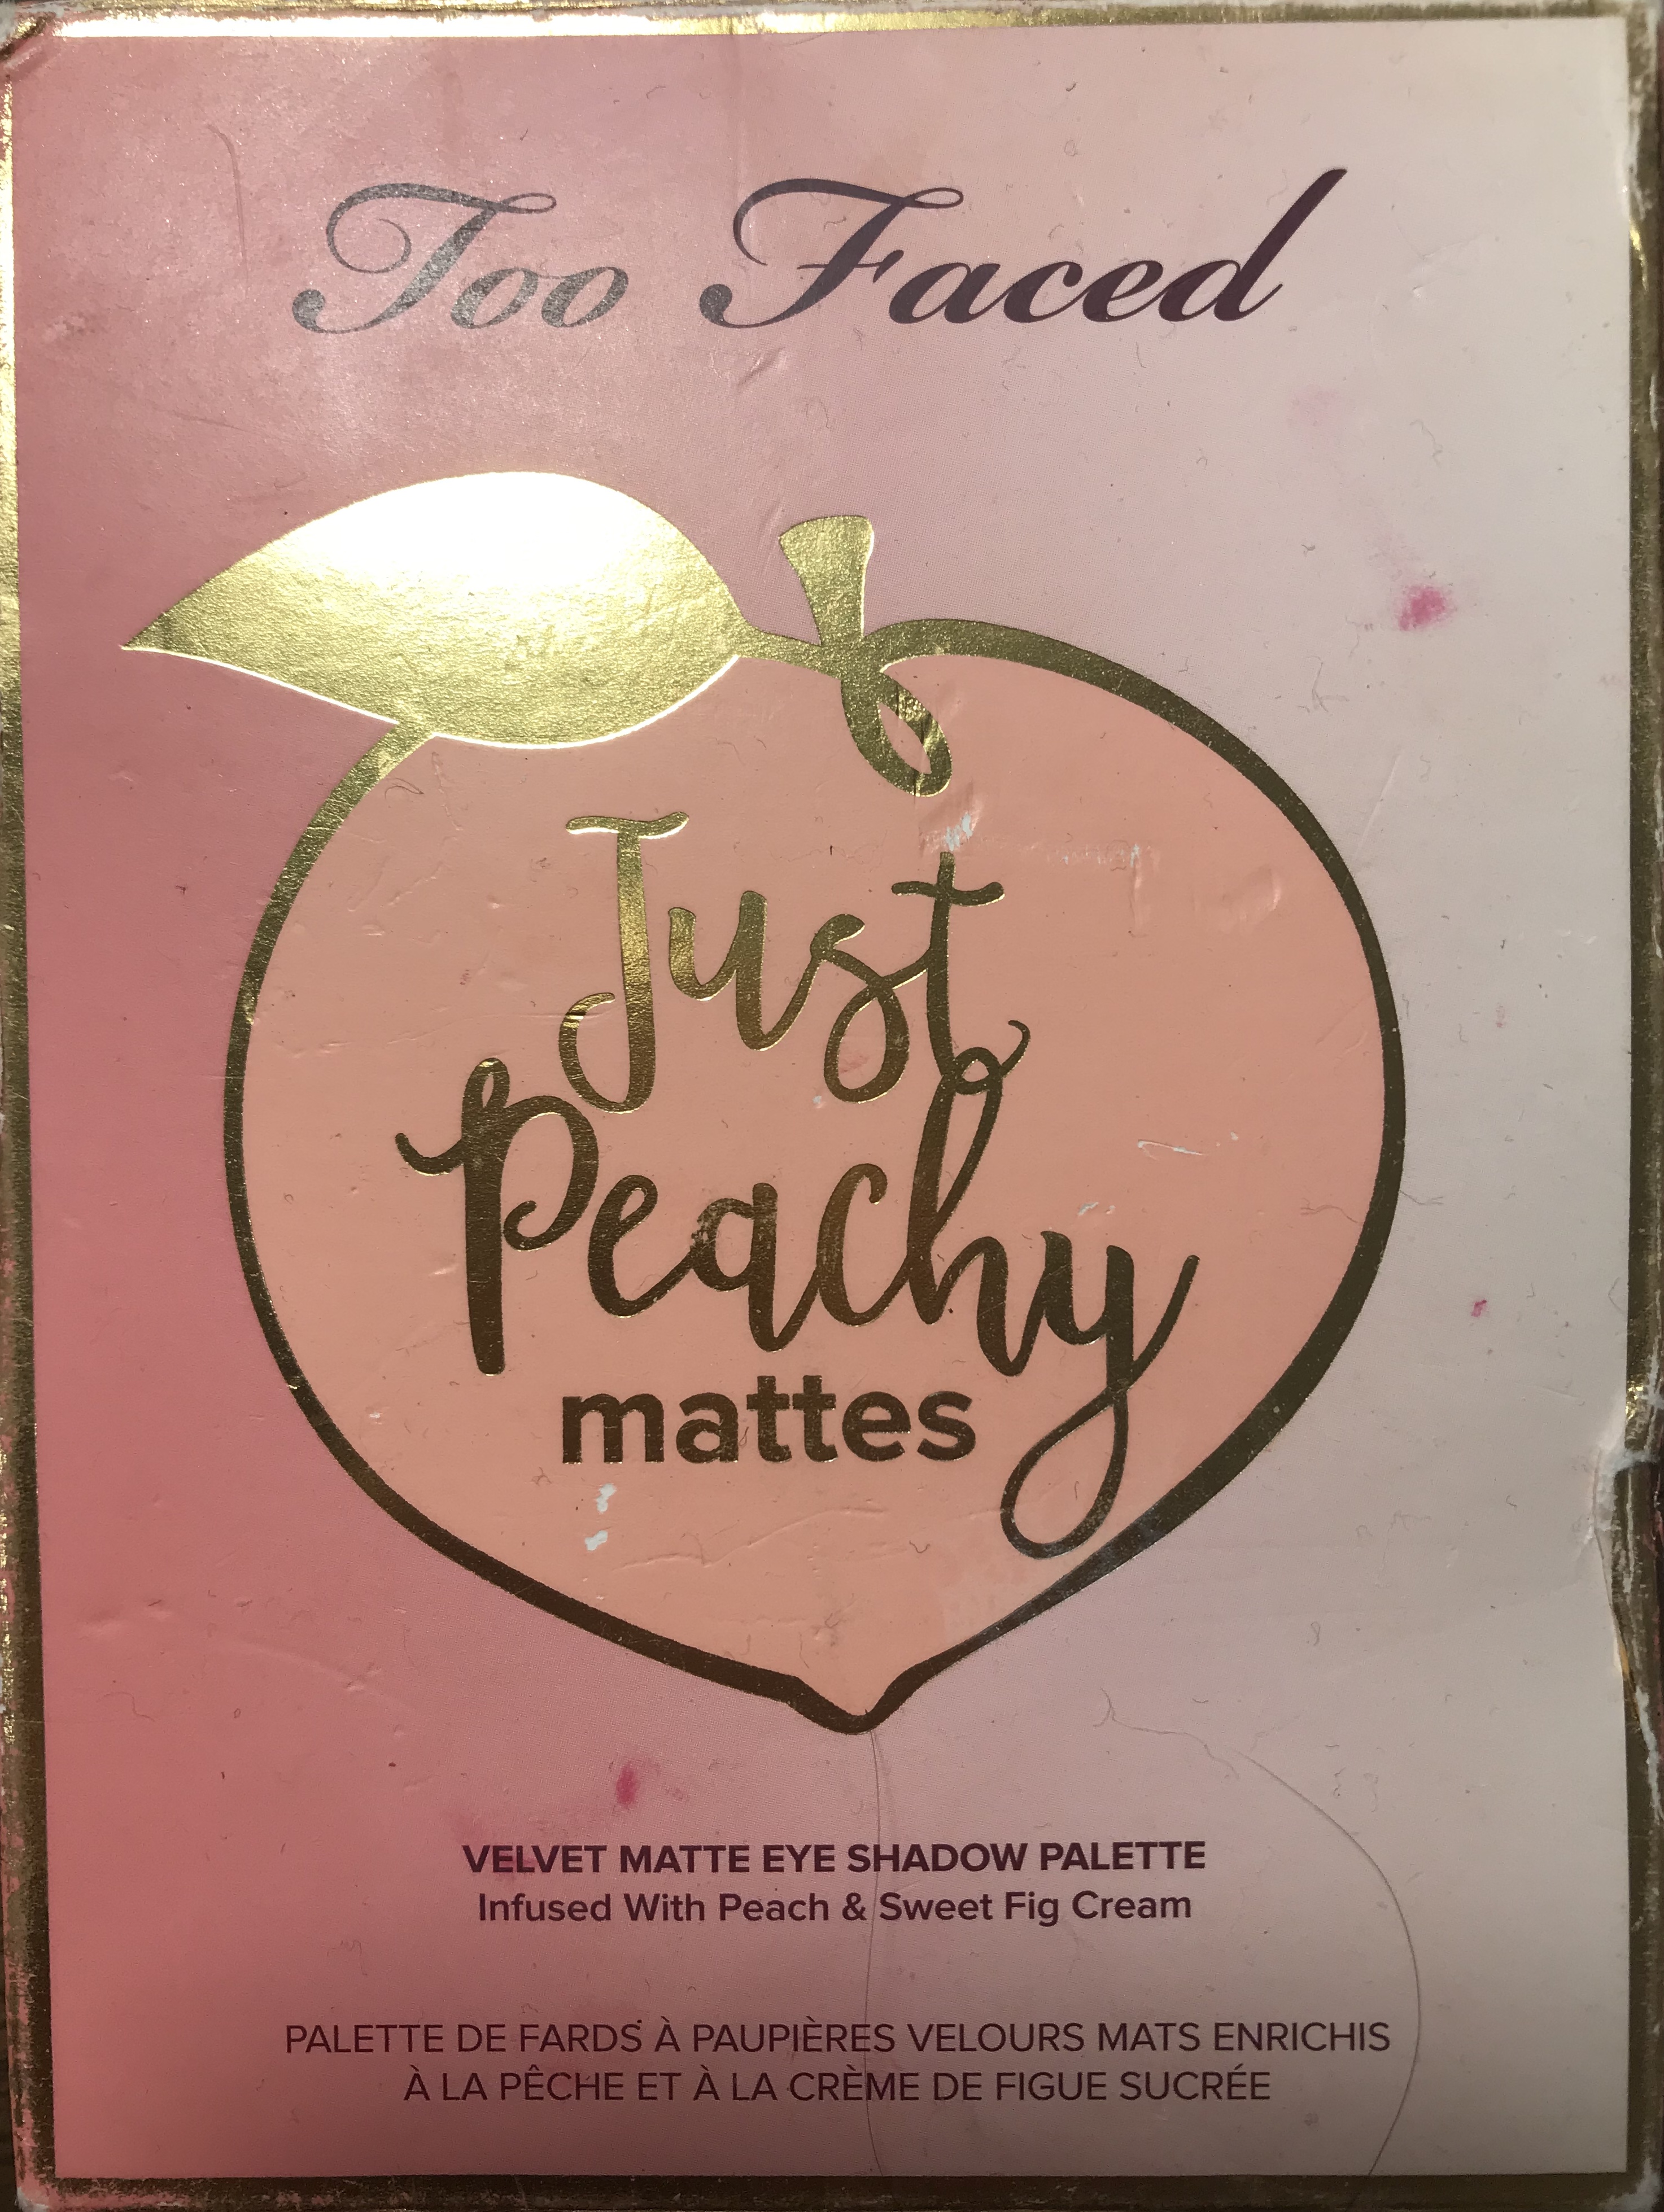 Too Faced
Just
Peachy
mattes
VELVET MATTE EYE SHADOW PALETTE
Infused With Peach & Sweet Fig Cream
PALETTE DE FARDS À PAUPIÈRES VELOURS MATS ENRICHIS
À LA PÊCHE ET À LA CRÈME DE FIGUE SUCRÉE